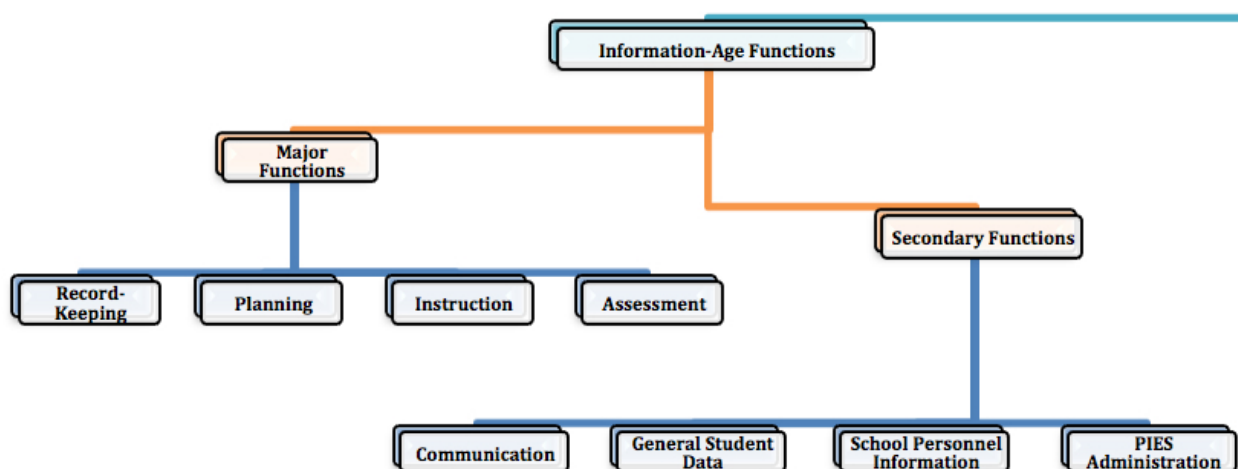 Information-Age Functions
Major
Functions
Secondary Functions
Record-
Keeping
Planning
Instruction
Assessment
Communication
General Student
Data
School Personnel
Information
PIES
Administration